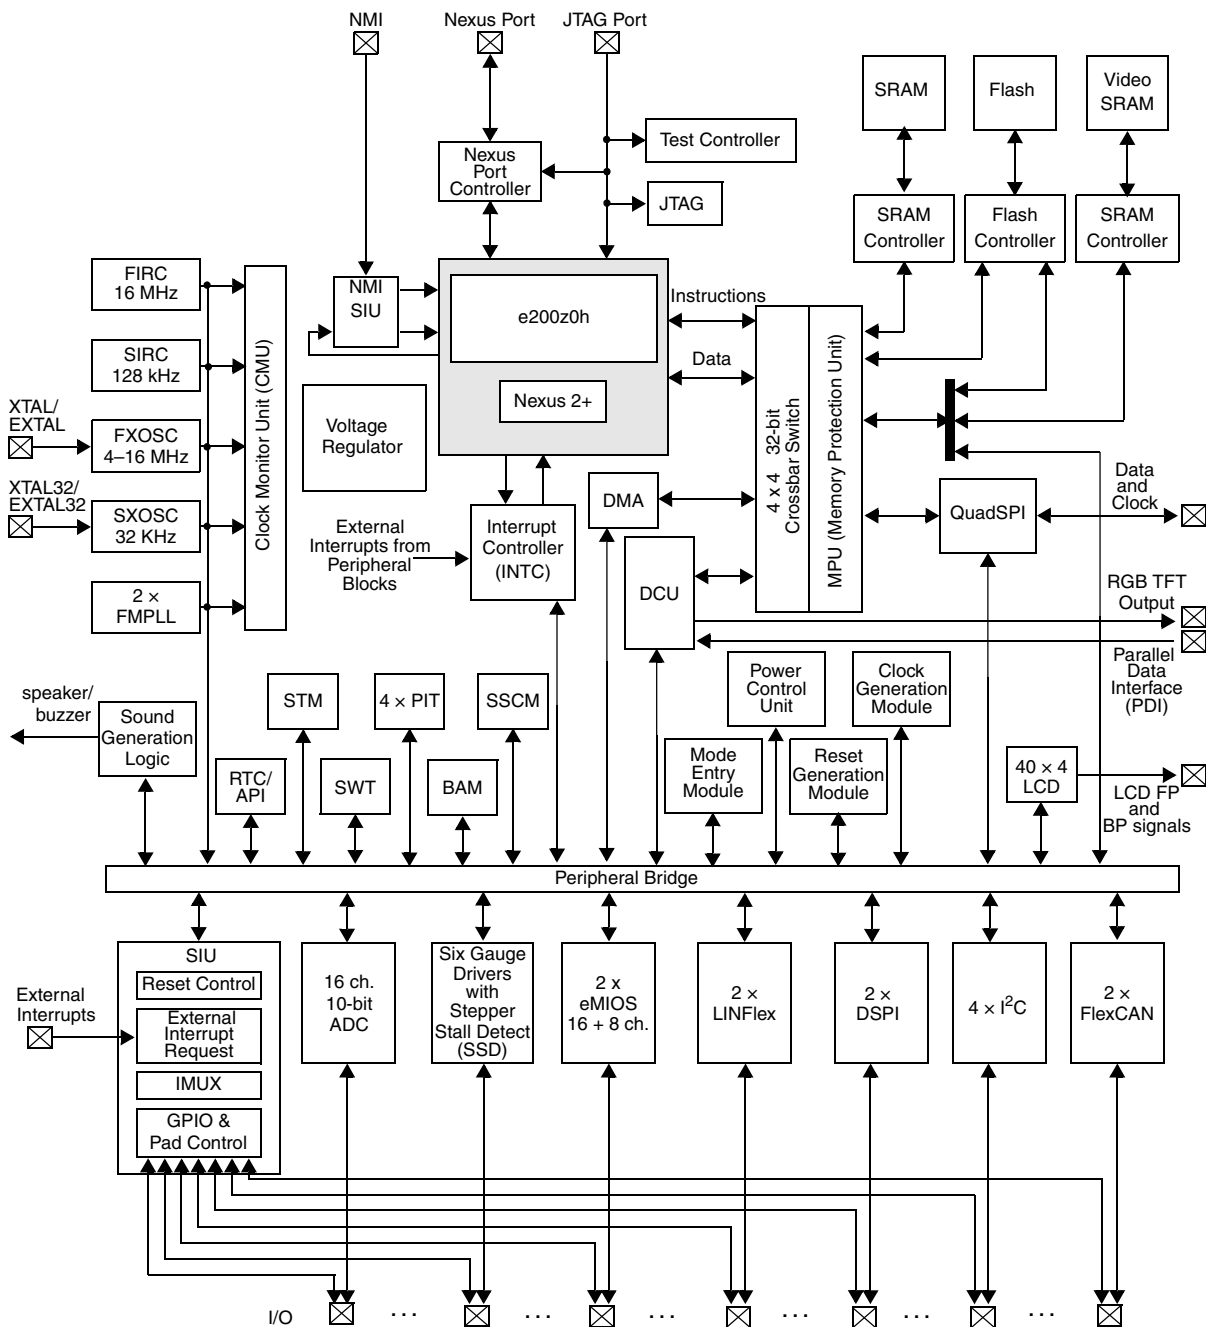 NMI
Nexus Port
JTAG Port
SRAM
Flash
Video
SRAM
Test Controller
Nexus
Port
Controller
JTAG
SRAM
Controller
Flash
Controller
SRAM
Controller
FIRC
16 MHz
NMI
SIU
e200z0h
Instructions
SIRC
128 kHz
Clock Monitor Unit (CMU)
Data
4 x 4 32-bit
Crossbar Switch
MPU (Memory Protection Unit)
Nexus 2+
XTAL/
EXTAL
FXOSC
4–16 MHz
Voltage
Regulator
XTAL32/
EXTAL32
SXOSC
32 KHz
External
Interrupts from
Peripheral
Blocks
Interrupt
Controller
(INTC)
DMA
QuadSPI
Data
and
Clock
2 ×
FMPLL
DCU
RGB TFT
Output
Parallel
Data
Interface
(PDI)
speaker/
buzzer
Sound
Generation
Logic
STM
4 × PIT
SSCM
Power
Control
Unit
Clock
Generation
Module
RTC/
API
SWT
BAM
Mode
Entry
Module
Reset
Generation
Module
40 × 4
LCD
LCD FP
and
BP signals
Peripheral Bridge
SIU
Reset Control
External
Interrupt
Request
IMUX
GPIO &
Pad Control
External
Interrupts
16 ch.
10-bit
ADC
Six Gauge
Drivers
with
Stepper
Stall Detect
(SSD)
2 x
eMIOS
16 + 8 ch.
2 ×
LINFlex
2 ×
DSPI
4 × I²C
2 ×
FlexCAN
I/O
. . .
. . .
. . .
. . .
. . .
. . .